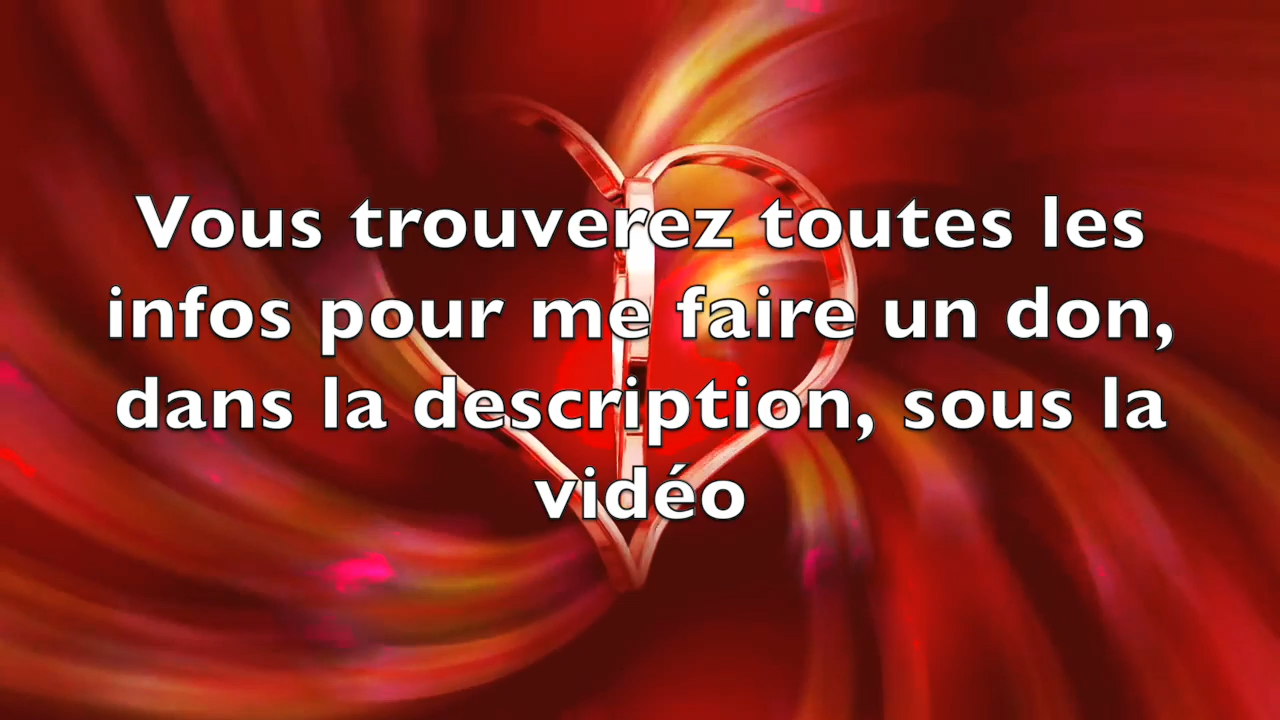 Vous trouverez toutes les
infos pour me faire un don,
dans la description, sous la
vidéo